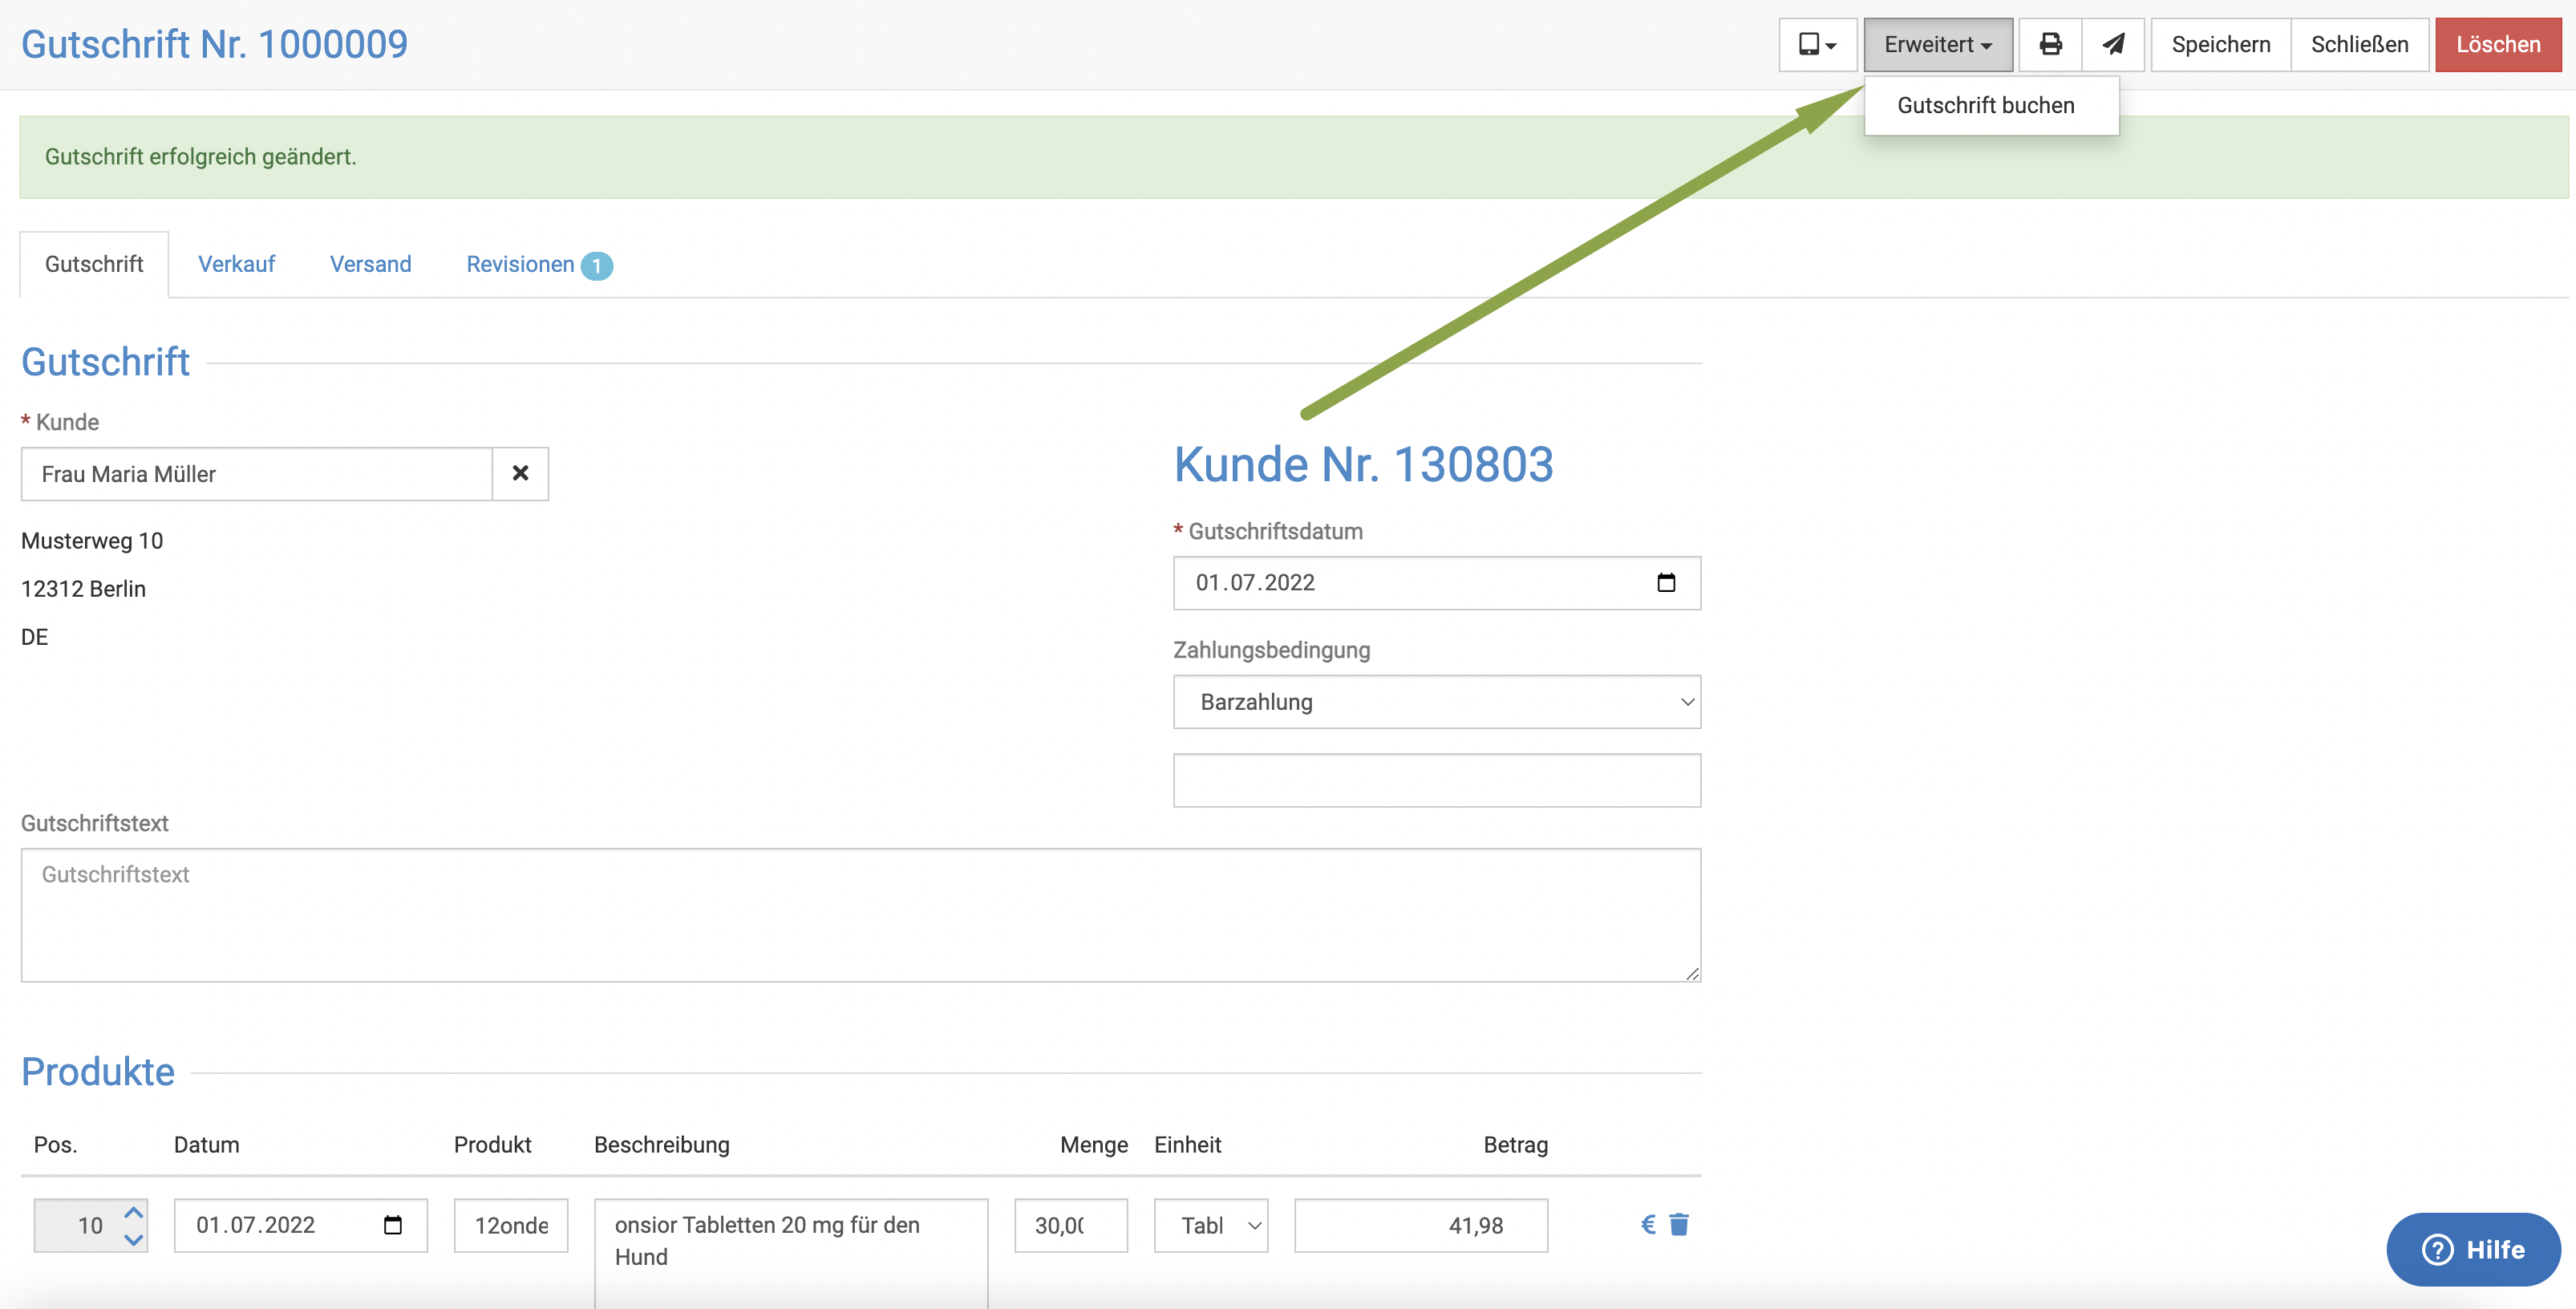 Gutschrift Nr. 1000009
Erweitert
Speichern
Schließen
Löschen
Gutschrift buchen
Gutschrift erfolgreich geändert.
Gutschrift
Verkauf
Versand
Revisionen 1
Gutschrift
* Kunde
Frau Maria Müller
Musterweg 10
12312 Berlin
DE
Kunde Nr. 130803
* Gutschriftsdatum
01.07.2022
Zahlungsbedingung
Barzahlung
Gutschriftstext
Gutschriftstext
Produkte
Pos. Datum Produkt Beschreibung Menge Einheit Betrag
10 01.07.2022 12onde onsior Tabletten 20 mg für den 30,00 Tabl 41,98 €
Hund
? Hilfe